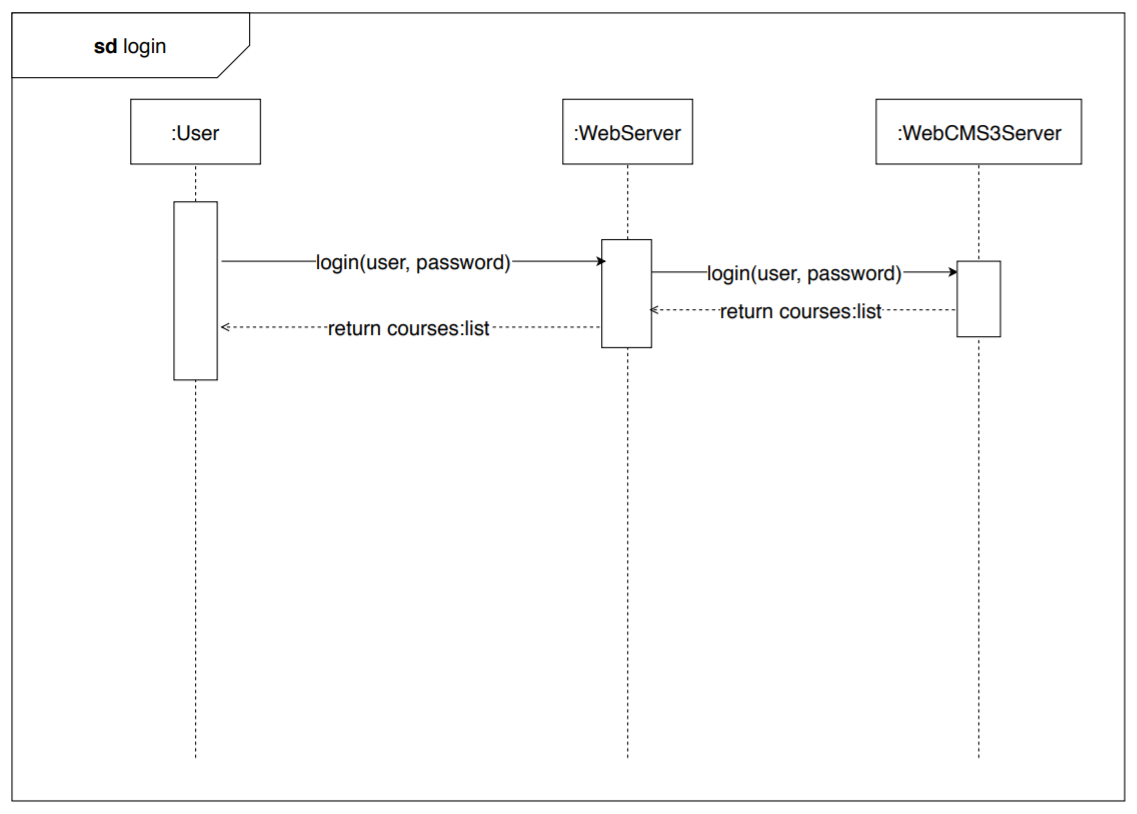 sd login
:User
:WebServer
:WebCMS3Server
login(user, password)
login(user, password)
return courses:list
return courses:list